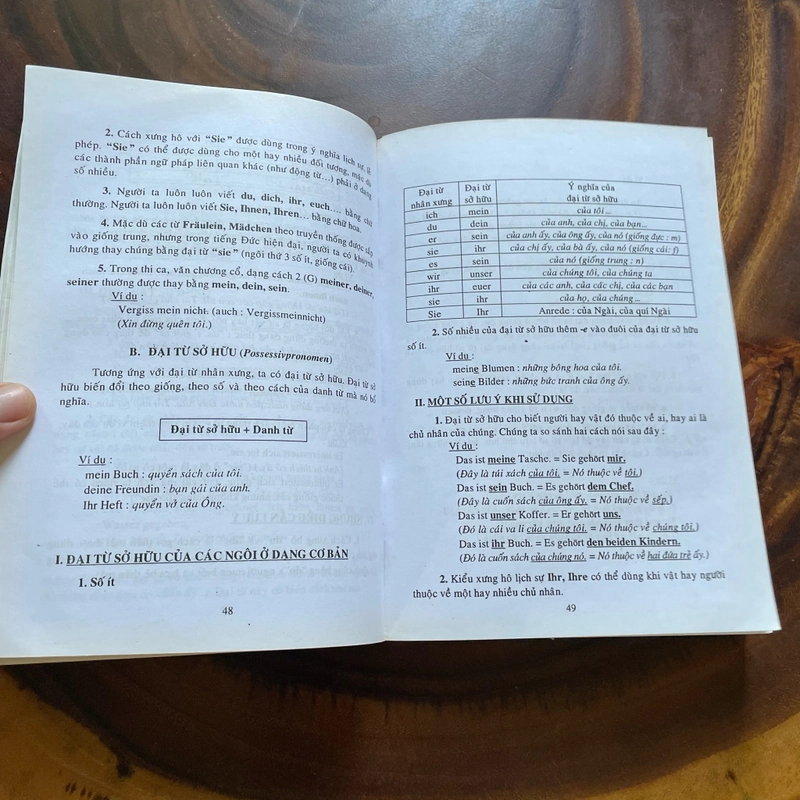 2. Cách xưng hô với "Sie" được dùng trong ý nghĩa lịch sự, lễ
phép. "Sie" có thể được dùng cho một hay nhiều đối tượng, mặc dù
các thành phần ngữ pháp liên quan khác (như động từ...) phải ở dạng
số nhiều.
3. Người ta luôn luôn viết du, dich, ihr, euch... bằng chữ
thường. Người ta luôn luôn viết Sie, Ihnen, Ihren... bằng chữ hoa.
4. Mặc dù các từ Fräulein, Mädchen theo truyền thống được xếp
vào giống trung, nhưng trong tiếng Đức hiện đại, người ta có khuynh
hướng thay chúng bằng đại từ "sie" (ngôi thứ 3 số ít, giống cái).
5. Trong thi ca, văn chương cổ, dạng cách 2 (G) meiner, deiner,
seiner thường được thay bằng mein, dein, sein.
Ví dụ :
Vergiss mein nicht. (auch : Vergissmeinnicht)
(Xin đừng quên tôi.)
B. ĐẠI TỪ SỞ HỮU (Possessivpronomen)
Tương ứng với đại từ nhân xưng, ta có đại từ sở hữu. Đại từ sở
hữu biến đổi theo giống, theo số và theo cách của danh từ mà nó bổ
nghĩa.
Đại từ sở hữu + Danh từ
Ví dụ :
mein Buch : quyển sách của tôi.
deine Freundin : bạn gái của anh.
Ihr Heft : quyển vở của Ông.
I. ĐẠI TỪ SỞ HỮU CỦA CÁC NGÔI Ở DẠNG CƠ BẢN
1. Số ít
48
Đại từ nhân xưng | Đại từ sở hữu | Ý nghĩa của đại từ sở hữu
ich | mein | của tôi...
du | dein | của anh, của chị, của bạn...
er | sein | của anh ấy, của ông ấy, của nó (giống đực : m)
sie | ihr | của chị ấy, của bà ấy, của nó (giống cái: f)
es | sein | của nó (giống trung : n)
wir | unser | của chúng tôi, của chúng ta
ihr | euer | của các anh, của các chị, của các bạn
sie | ihr | của họ, của chúng...
Sie | Ihr | Anrede : của Ngài, của quí Ngài
2. Số nhiều của đại từ sở hữu thêm -e vào đuôi của đại từ sở hữu
số ít.
Ví dụ :
meine Blumen : những bông hoa của tôi.
seine Bilder : những bức tranh của ông ấy.
II. MỘT SỐ LƯU Ý KHI SỬ DỤNG
1. Đại từ sở hữu cho biết người hay vật đó thuộc về ai, hay ai là
chủ nhân của chúng. Chúng ta so sánh hai cách nói sau đây :
Ví dụ :
Das ist meine Tasche. = Sie gehört mir.
(Đây là túi xách của tôi. = Nó thuộc về tôi.)
Das ist sein Buch. = Es gehört dem Chef.
(Đây là cuốn sách của ông ấy. = Nó thuộc về sếp.)
Das ist unser Koffer. = Er gehört uns.
(Đó là cái va li của chúng tôi. = Nó thuộc về chúng tôi.)
Das ist ihr Buch. = Es gehört den beiden Kindern.
(Đó là cuốn sách của chúng nó. = Nó thuộc về hai đứa trẻ ấy.)
2. Kiểu xưng hô lịch sự Ihr, Ihre có thể dùng khi vật hay người
thuộc về một hay nhiều chủ nhân.
49